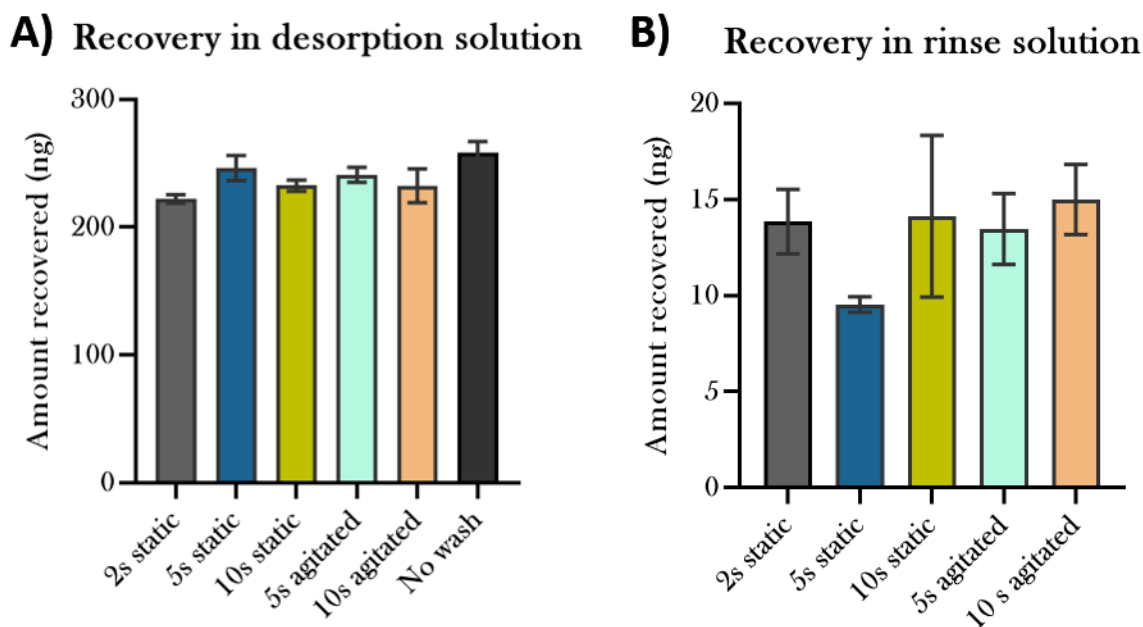 A) Recovery in desorption solution
Amount recovered (ng)
300
200
100
0
2s static
5s static
10s static
5s agitated
10s agitated
No wash
B) Recovery in rinse solution
Amount recovered (ng)
20
15
10
5
0
2s static
5s static
10s static
5s agitated
10 s agitated